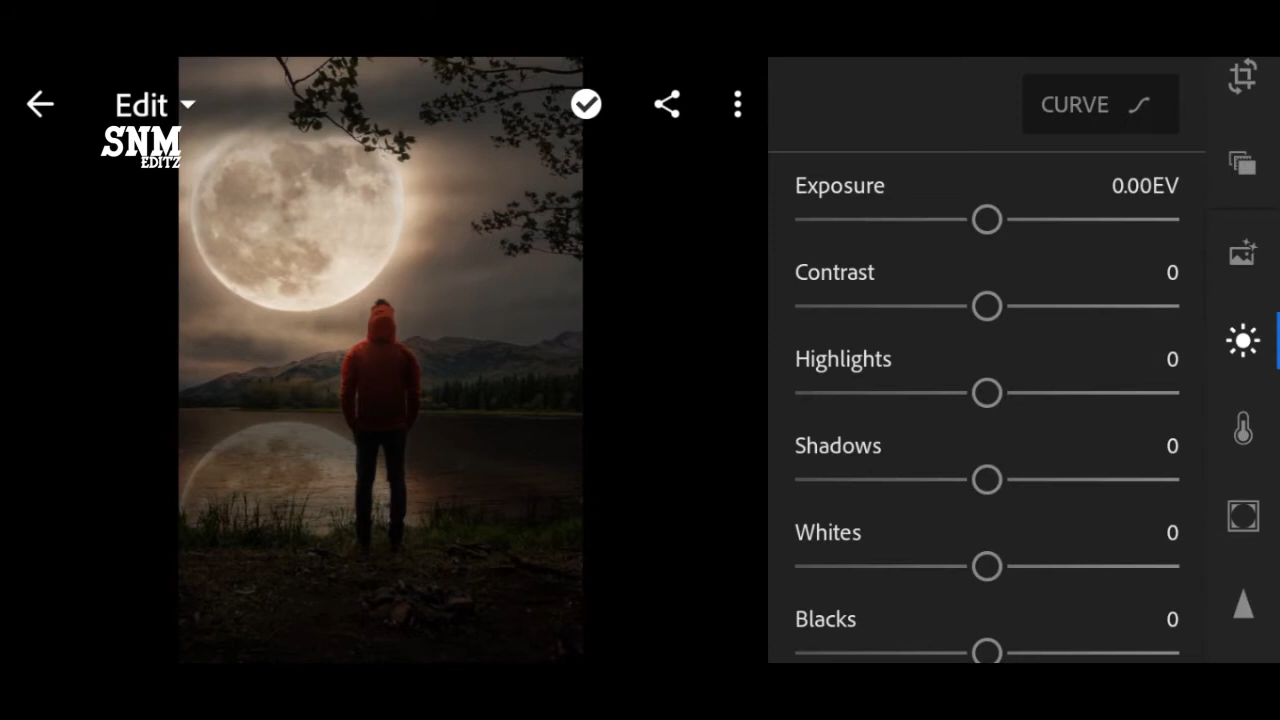 Edit
SNM
EDITZ
CURVE
Exposure 0.00EV
Contrast 0
Highlights 0
Shadows 0
Whites 0
Blacks 0